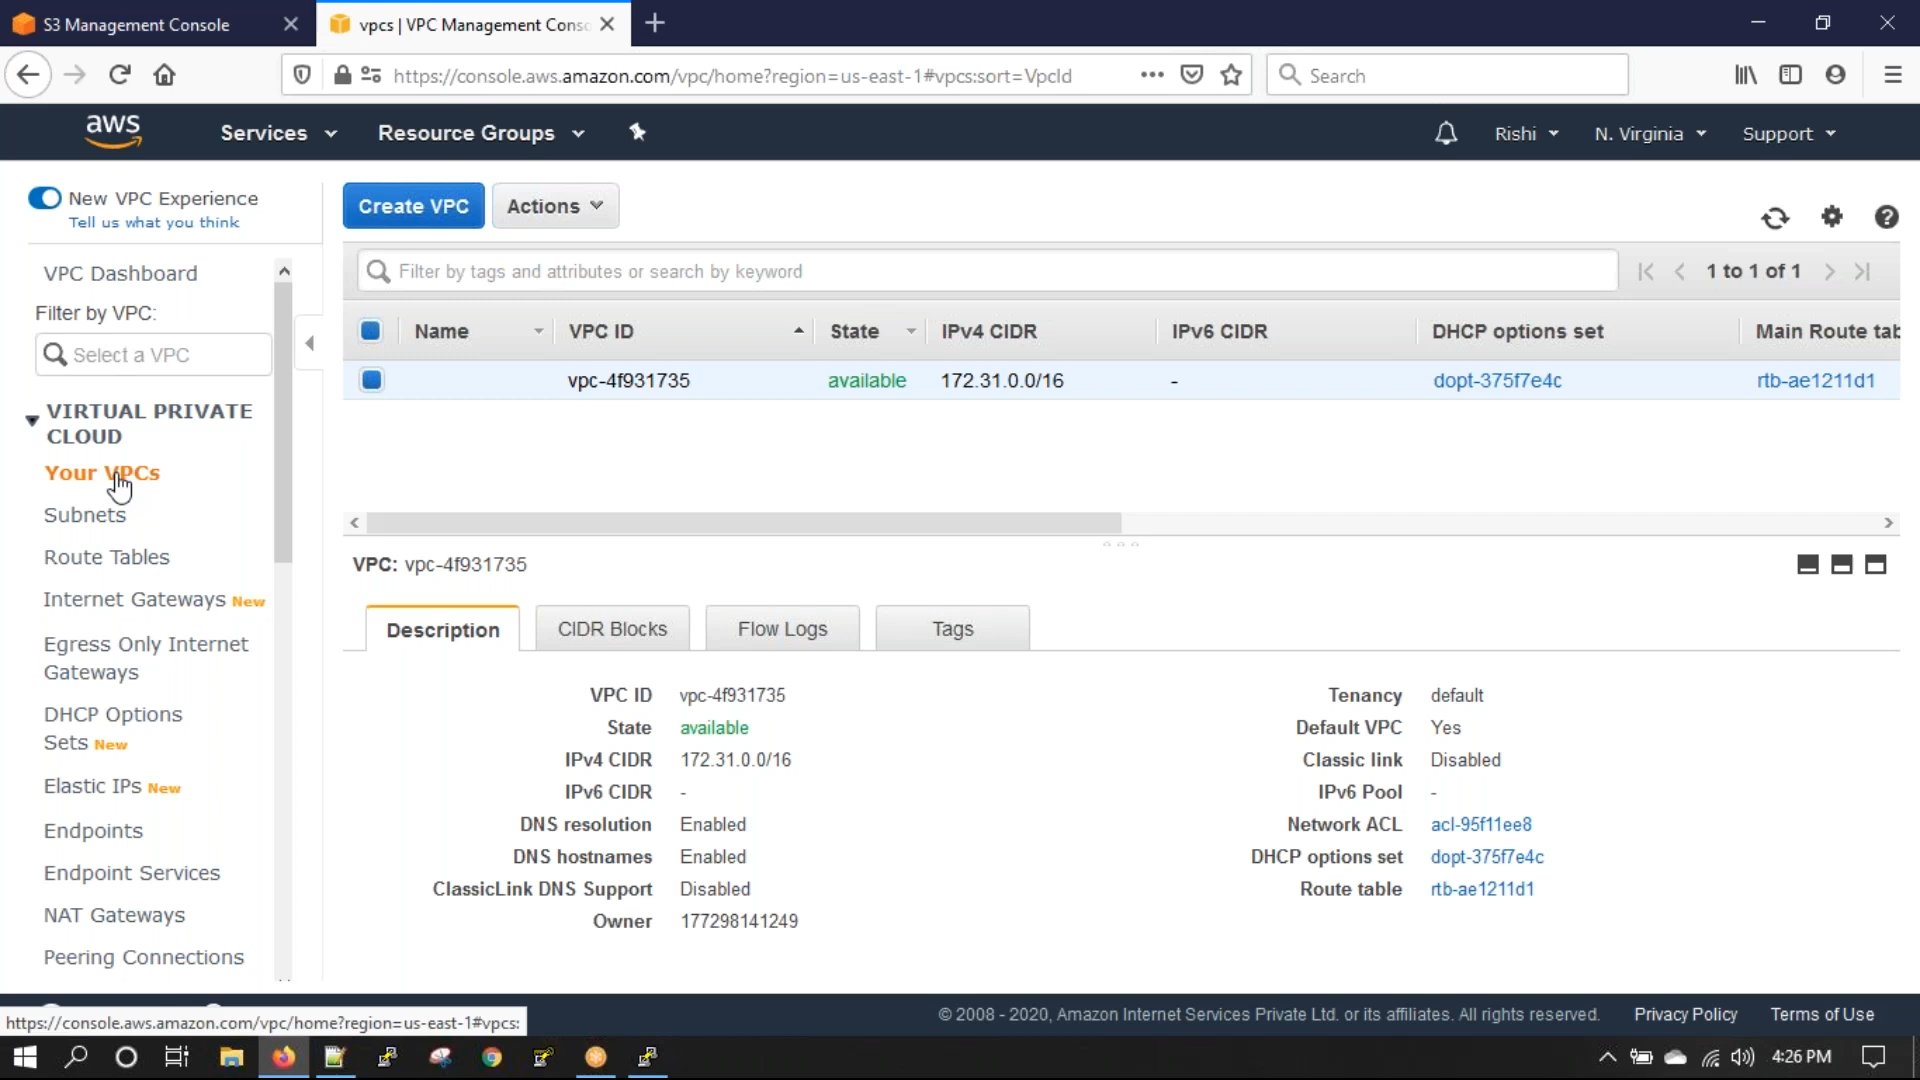 S3 Management Console
vpcs | VPC Management Conso
https://console.aws.amazon.com/vpc/home?region=us-east-1#vpcs:sort=VpcId
Search
aws
Services
Resource Groups
Rishi
N. Virginia
Support
New VPC Experience
Tell us what you think
VPC Dashboard
Filter by VPC:
Select a VPC
VIRTUAL PRIVATE
CLOUD
Your VPCs
Subnets
Route Tables
Internet Gateways New
Egress Only Internet
Gateways
DHCP Options
Sets New
Elastic IPs New
Endpoints
Endpoint Services
NAT Gateways
Peering Connections
Create VPC
Actions
Filter by tags and attributes or search by keyword
1 to 1 of 1
Name VPC ID State IPv4 CIDR IPv6 CIDR DHCP options set Main Route tab
vpc-4f931735 available 172.31.0.0/16 - dopt-375f7e4c rtb-ae1211d1
VPC: vpc-4f931735
Description
CIDR Blocks
Flow Logs
Tags
VPC ID vpc-4f931735
State available
IPv4 CIDR 172.31.0.0/16
IPv6 CIDR -
DNS resolution Enabled
DNS hostnames Enabled
ClassicLink DNS Support Disabled
Owner 177298141249
Tenancy default
Default VPC Yes
Classic link Disabled
IPv6 Pool -
Network ACL acl-95f11ee8
DHCP options set dopt-375f7e4c
Route table rtb-ae1211d1
© 2008 - 2020, Amazon Internet Services Private Ltd. or its affiliates. All rights reserved.
Privacy Policy
Terms of Use
https://console.aws.amazon.com/vpc/home?region=us-east-1#vpcs:
4:26 PM